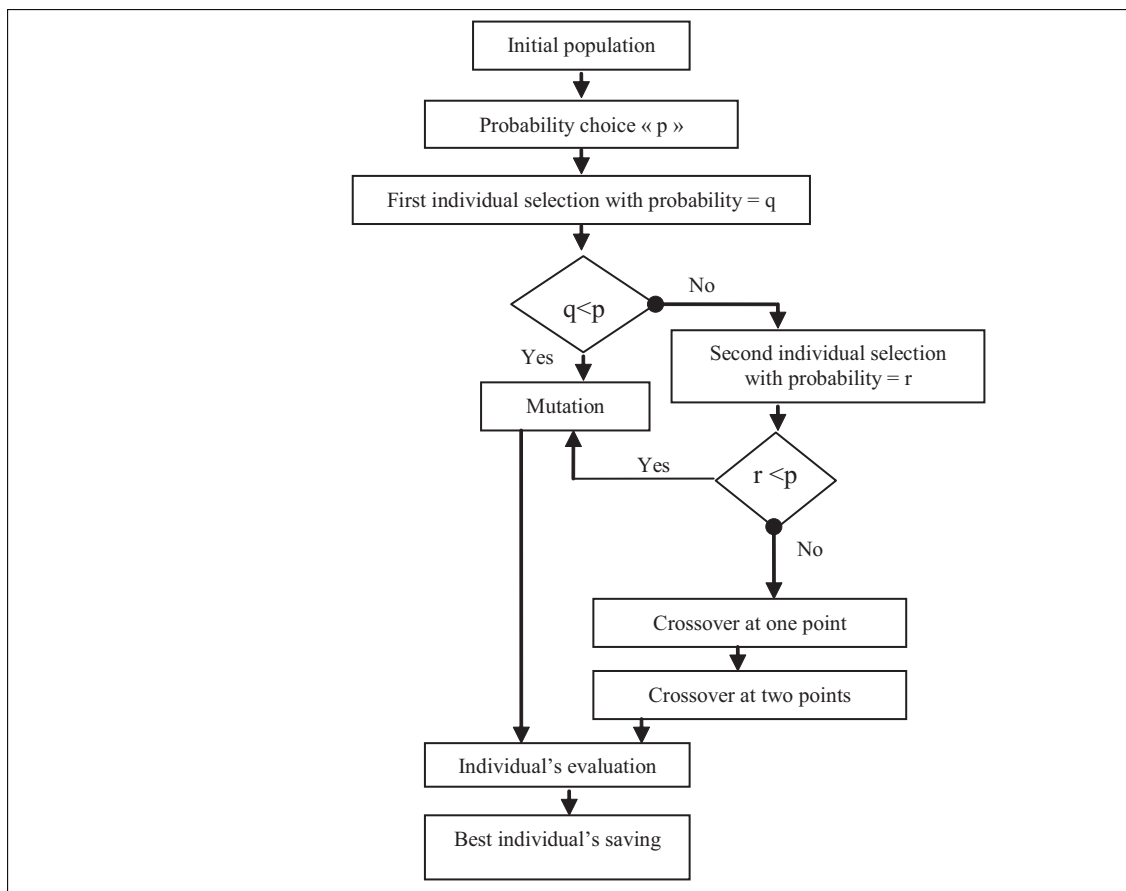 Initial population
Probability choice « p »
First individual selection with probability = q
No
q<p
Yes
Second individual selection
with probability = r
Mutation
Yes
r <p
No
Crossover at one point
Crossover at two points
Individual’s evaluation
Best individual’s saving